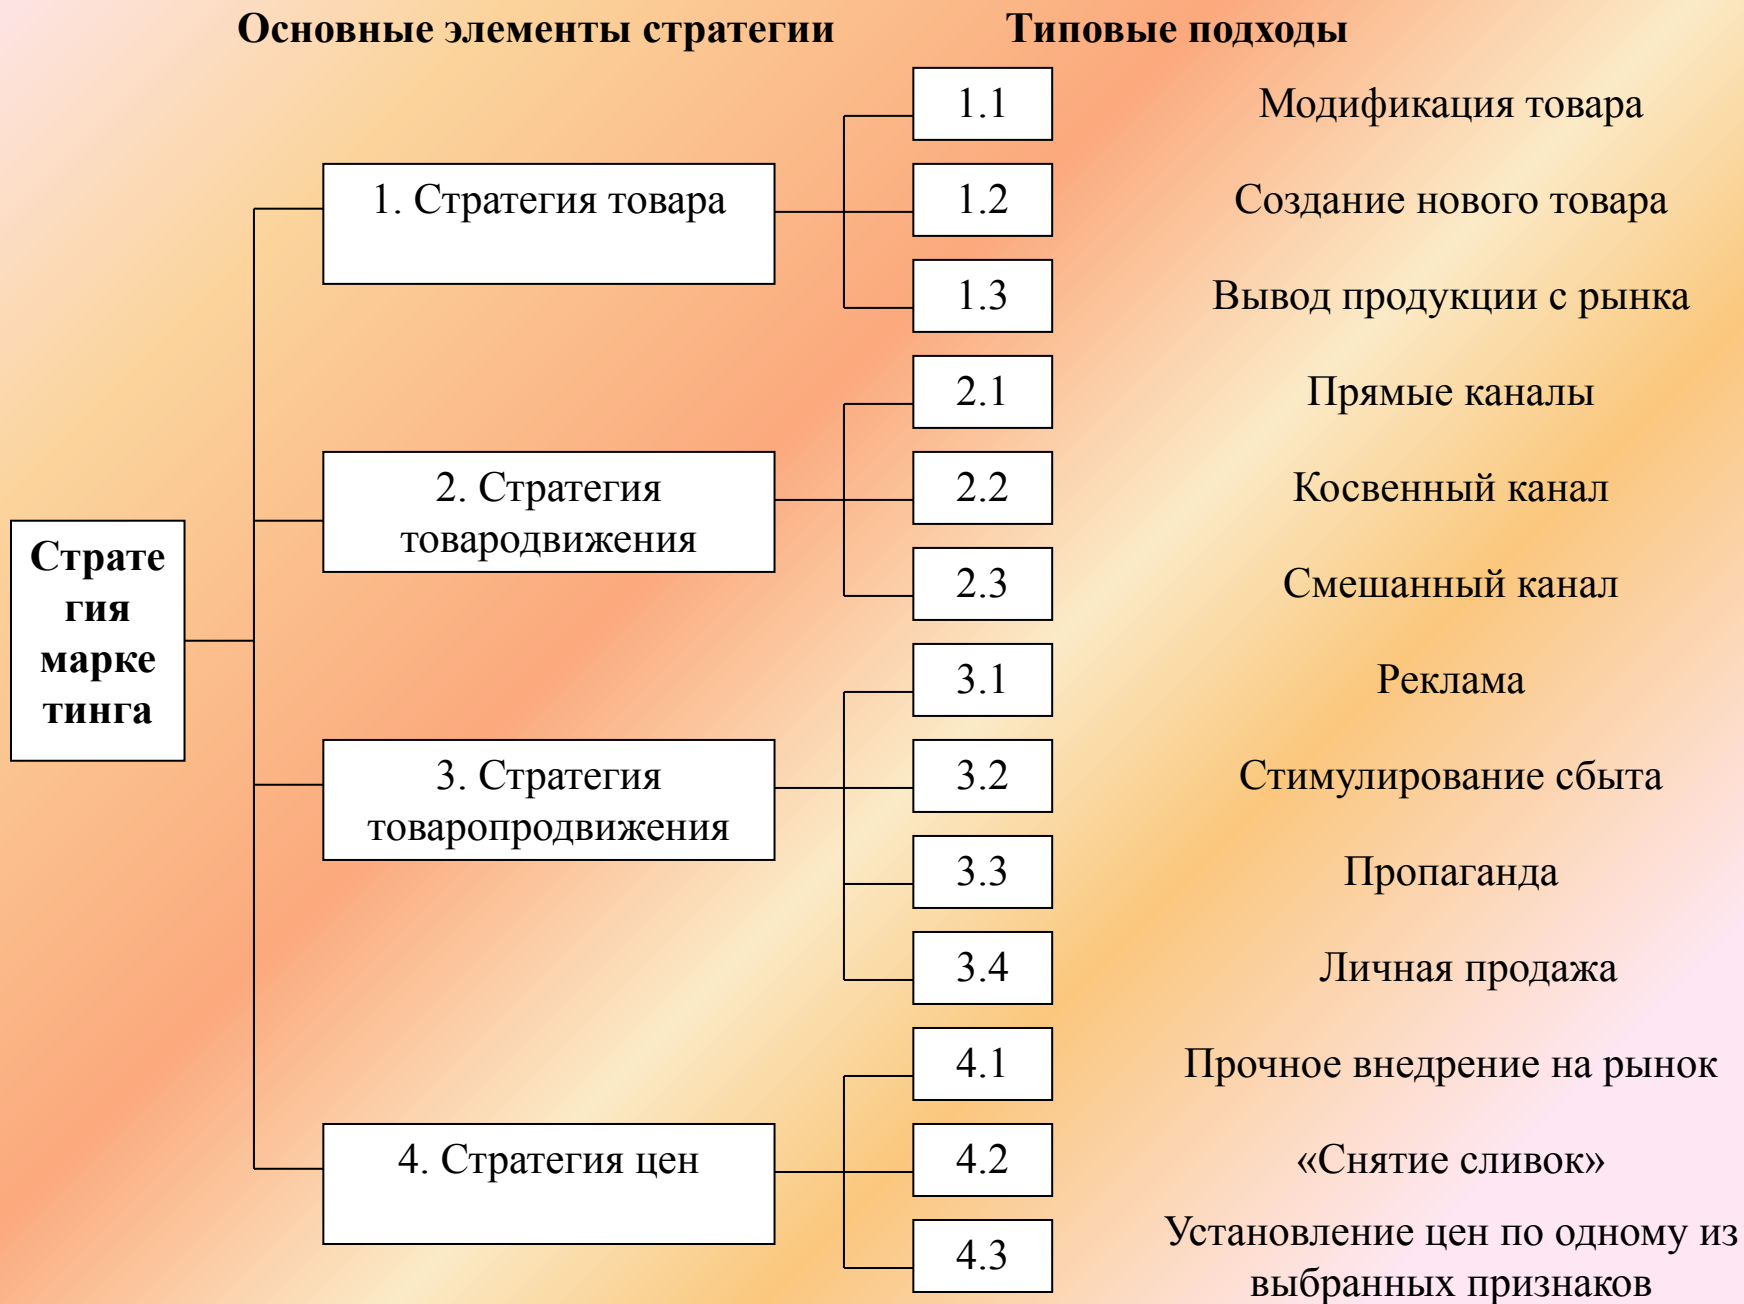 Основные элементы стратегии
Типовые подходы
Страте
гия
марке
тинга
1. Стратегия товара
1.1
Модификация товара
1.2
Создание нового товара
1.3
Вывод продукции с рынка
2. Стратегия
товародвижения
2.1
Прямые каналы
2.2
Косвенный канал
2.3
Смешанный канал
3. Стратегия
товаропродвижения
3.1
Реклама
3.2
Стимулирование сбыта
3.3
Пропаганда
3.4
Личная продажа
4. Стратегия цен
4.1
Прочное внедрение на рынок
4.2
«Снятие сливок»
4.3
Установление цен по одному из
выбранных признаков